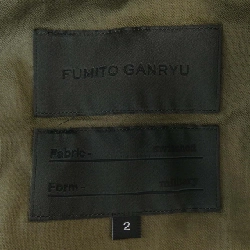 FUMITO GANRYU
Fabric-
Form
2